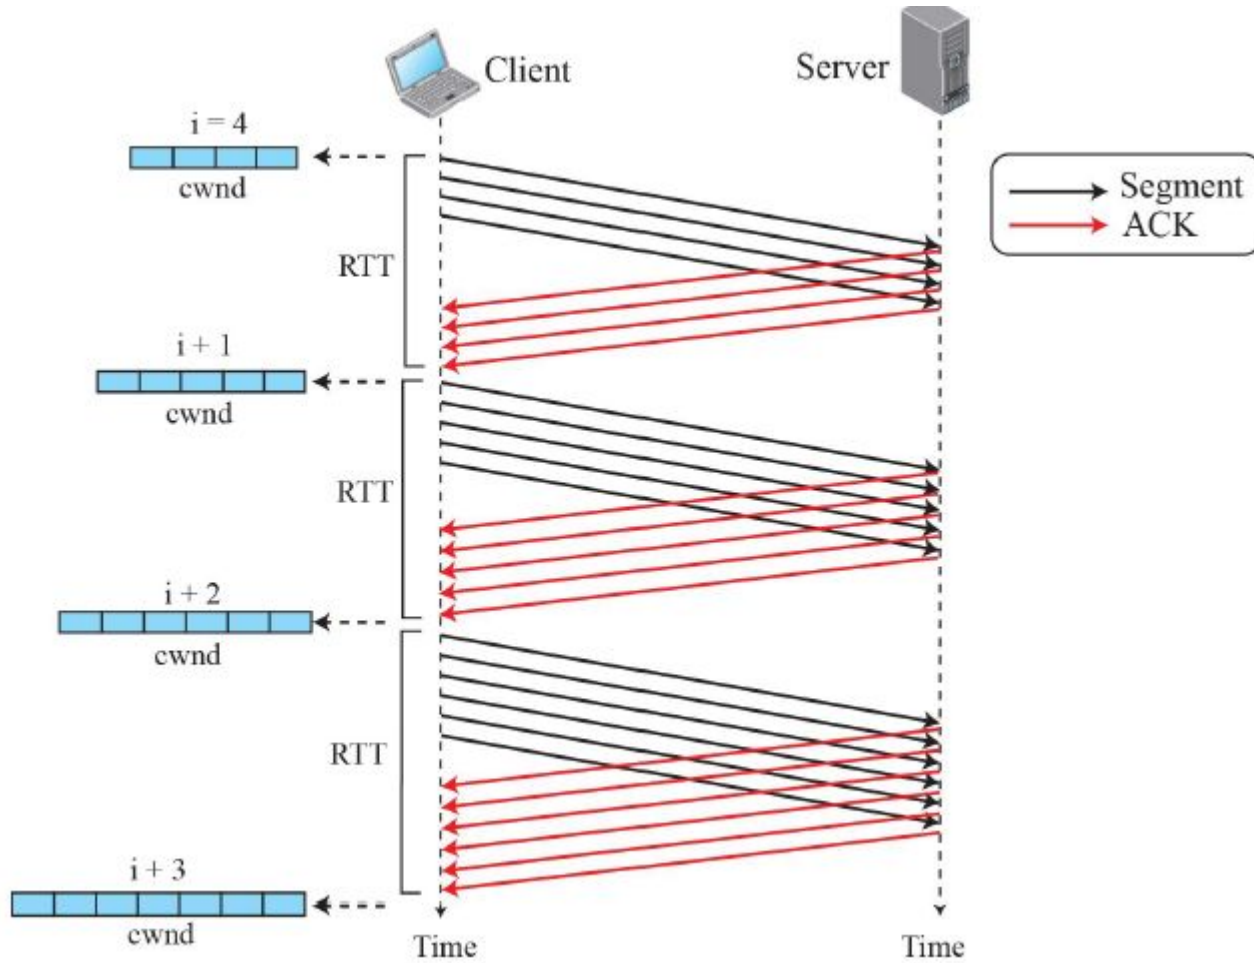 Client
Server
i = 4
cwnd
Segment
ACK
RTT
i + 1
cwnd
RTT
i + 2
cwnd
RTT
i + 3
cwnd
Time
Time